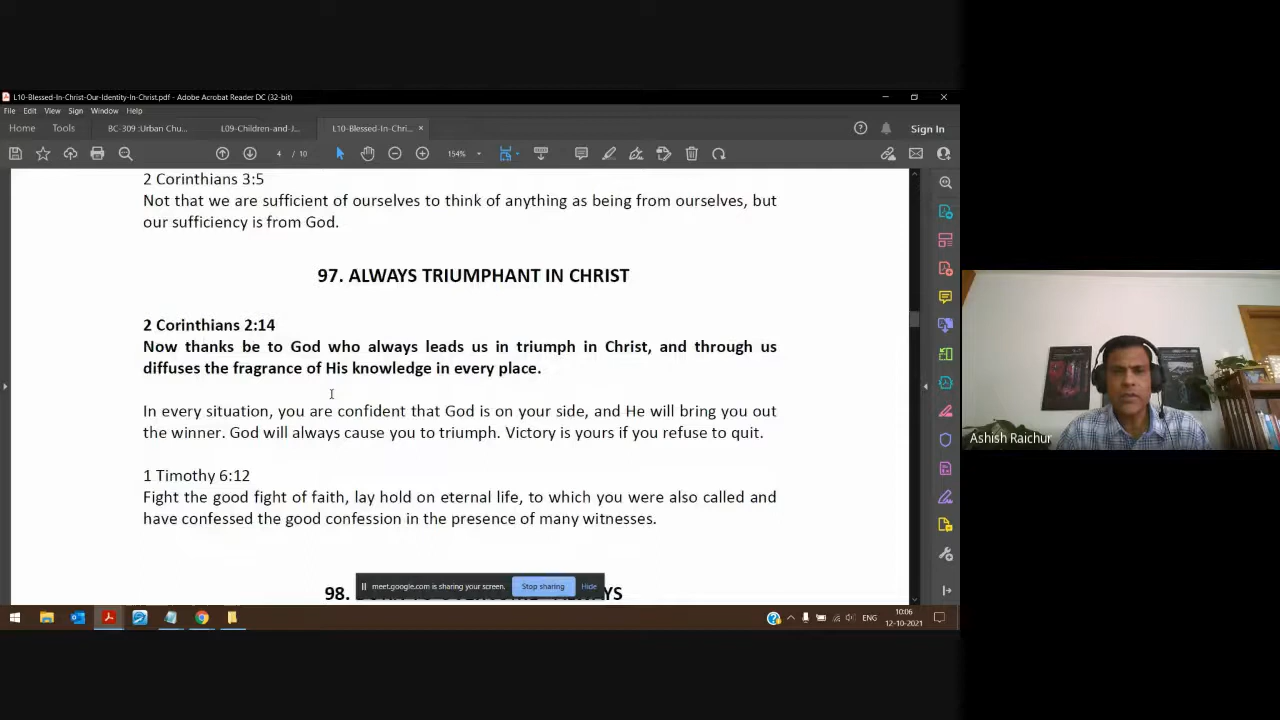 L10-Blessed-In-Christ-Our-Identity-In-Christ.pdf - Adobe Acrobat Reader DC (32-bit)
File Edit View Sign Window Help
Home Tools BC-309 :Urban Chu... L09-Children-and-J... L10-Blessed-In-Chri... × Sign In
4 / 10 154%
2 Corinthians 3:5
Not that we are sufficient of ourselves to think of anything as being from ourselves, but
our sufficiency is from God.
97. ALWAYS TRIUMPHANT IN CHRIST
2 Corinthians 2:14
Now thanks be to God who always leads us in triumph in Christ, and through us
diffuses the fragrance of His knowledge in every place.
In every situation, you are confident that God is on your side, and He will bring you out
the winner. God will always cause you to triumph. Victory is yours if you refuse to quit.
1 Timothy 6:12
Fight the good fight of faith, lay hold on eternal life, to which you were also called and
have confessed the good confession in the presence of many witnesses.
98.
meet.google.com is sharing your screen. Stop sharing Hide
ENG
10:06
12-10-2021
Ashish Raichur